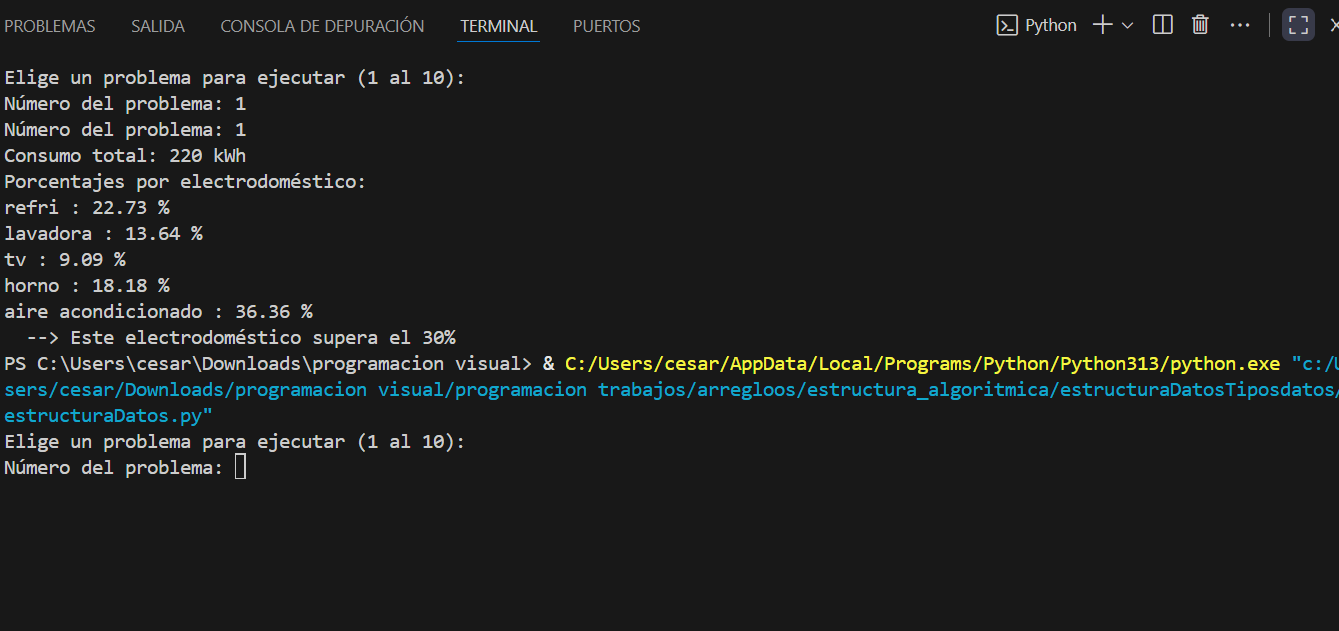 PROBLEMAS SALIDA CONSOLA DE DEPURACIÓN TERMINAL PUERTOS Python
Elige un problema para ejecutar (1 al 10):
Número del problema: 1
Número del problema: 1
Consumo total: 220 kWh
Porcentajes por electrodoméstico:
refri : 22.73 %
lavadora : 13.64 %
tv : 9.09 %
horno : 18.18 %
aire acondicionado : 36.36 %
--> Este electrodoméstico supera el 30%
PS C:\Users\cesar\Downloads\programacion visual> & C:/Users/cesar/AppData/Local/Programs/Python/Python313/python.exe "c:/U
sers/cesar/Downloads/programacion visual/programacion trabajos/arregloos/estructura_algoritmica/estructuraDatosTiposdatos/
estructuraDatos.py"
Elige un problema para ejecutar (1 al 10):
Número del problema: